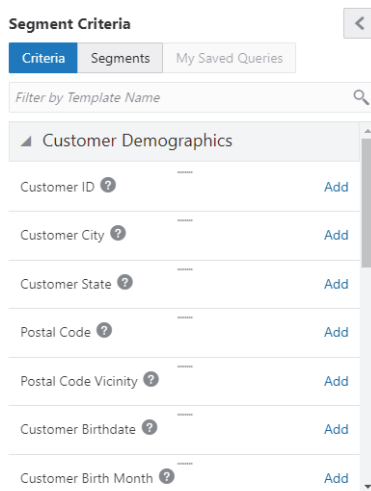 Segment Criteria
Criteria Segments My Saved Queries
Filter by Template Name
Customer Demographics
Customer ID ? Add
Customer City ? Add
Customer State ? Add
Postal Code ? Add
Postal Code Vicinity ? Add
Customer Birthdate ? Add
Customer Birth Month ? Add